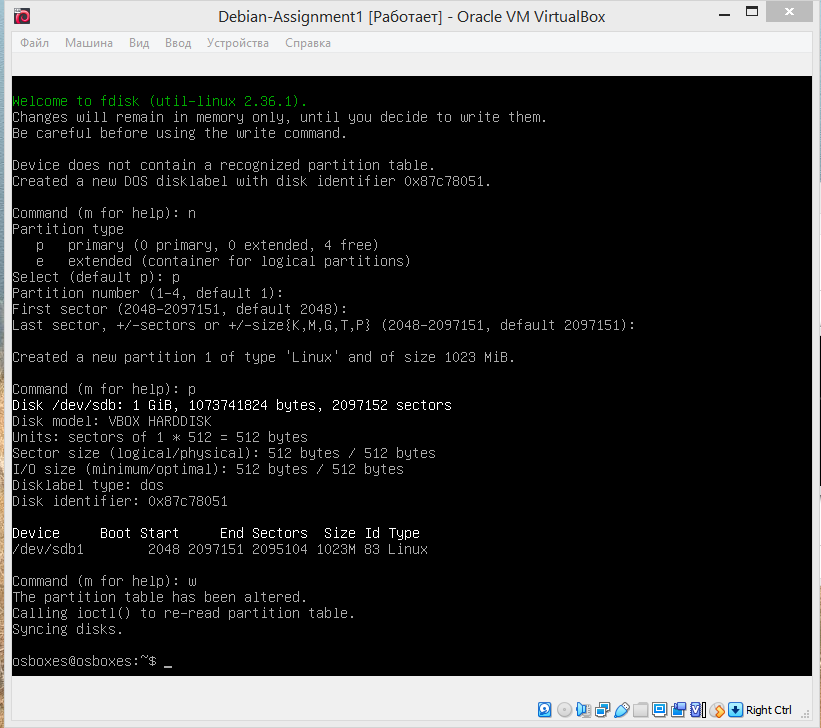 Debian-Assignment1 [Работает] - Oracle VM VirtualBox
Файл Машина Вид Ввод Устройства Справка
Welcome to fdisk (util-linux 2.36.1).
Changes will remain in memory only, until you decide to write them.
Be careful before using the write command.
Device does not contain a recognized partition table.
Created a new DOS disklabel with disk identifier 0x87c78051.
Command (m for help): n
Partition type
p primary (0 primary, 0 extended, 4 free)
e extended (container for logical partitions)
Select (default p): p
Partition number (1-4, default 1):
First sector (2048-2097151, default 2048):
Last sector, +/-sectors or +/-size{K,M,G,T,P} (2048-2097151, default 2097151):
Created a new partition 1 of type 'Linux' and of size 1023 MiB.
Command (m for help): p
Disk /dev/sdb: 1 GiB, 1073741824 bytes, 2097152 sectors
Disk model: VBOX HARDDISK
Units: sectors of 1 * 512 = 512 bytes
Sector size (logical/physical): 512 bytes / 512 bytes
I/O size (minimum/optimal): 512 bytes / 512 bytes
Disklabel type: dos
Disk identifier: 0x87c78051
Device Boot Start End Sectors Size Id Type
/dev/sdb1 2048 2097151 2095104 1023M 83 Linux
Command (m for help): w
The partition table has been altered.
Calling ioctl() to re-read partition table.
Syncing disks.
osboxes@osboxes:~$ _
Right Ctrl